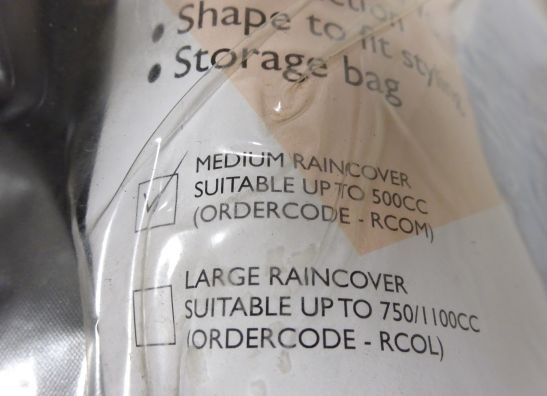 • Shape to fit
• Storage bag
MEDIUM RAINCOVER
SUITABLE UP TO 500CC
(ORDERCODE - RCOM)
LARGE RAINCOVER
SUITABLE UP TO 750/1100CC
(ORDERCODE - RCOL)